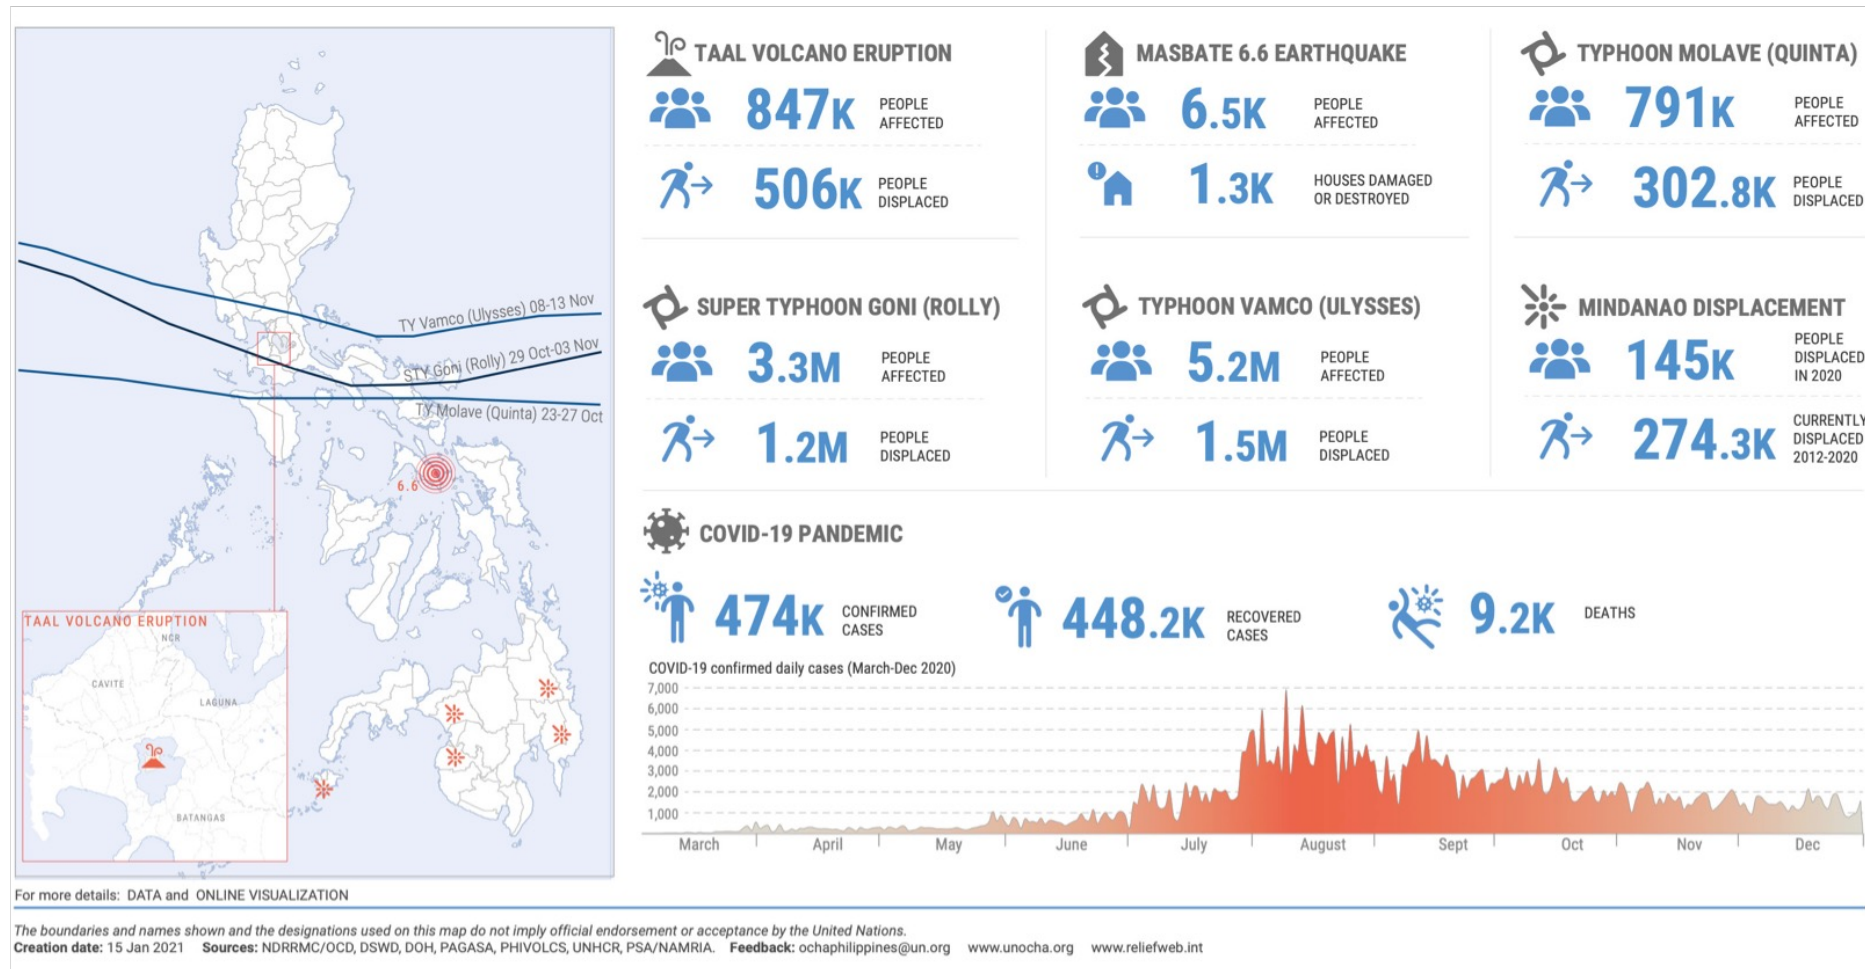 TY Vamco (Ulysses) 08-13 Nov
STY Goni (Rolly) 29 Oct-03 Nov
TY Molave (Quinta) 23-27 Oct
6.6
TAAL VOLCANO ERUPTION
NCR
CAVITE
LAGUNA
BATANGAS
TAAL VOLCANO ERUPTION
847K PEOPLE
AFFECTED
506K PEOPLE
DISPLACED
MASBATE 6.6 EARTHQUAKE
6.5K PEOPLE
AFFECTED
1.3K HOUSES DAMAGED
OR DESTROYED
TYPHOON MOLAVE (QUINTA)
791K PEOPLE
AFFECTED
302.8K PEOPLE
DISPLACED
SUPER TYPHOON GONI (ROLLY)
3.3M PEOPLE
AFFECTED
1.2M PEOPLE
DISPLACED
TYPHOON VAMCO (ULYSSES)
5.2M PEOPLE
AFFECTED
1.5M PEOPLE
DISPLACED
MINDANAO DISPLACEMENT
145K PEOPLE
DISPLACED
IN 2020
274.3K CURRENTLY
DISPLACED
2012-2020
COVID-19 PANDEMIC
474K CONFIRMED
CASES
448.2K RECOVERED
CASES
9.2K DEATHS
COVID-19 confirmed daily cases (March-Dec 2020)
7,000
6,000
5,000
4,000
3,000
2,000
1,000
March April May June July August Sept Oct Nov Dec
For more details: DATA and ONLINE VISUALIZATION
The boundaries and names shown and the designations used on this map do not imply official endorsement or acceptance by the United Nations.
Creation date: 15 Jan 2021 Sources: NDRRMC/OCD, DSWD, DOH, PAGASA, PHIVOLCS, UNHCR, PSA/NAMRIA. Feedback: ochaphilippines@un.org www.unocha.org www.reliefweb.int